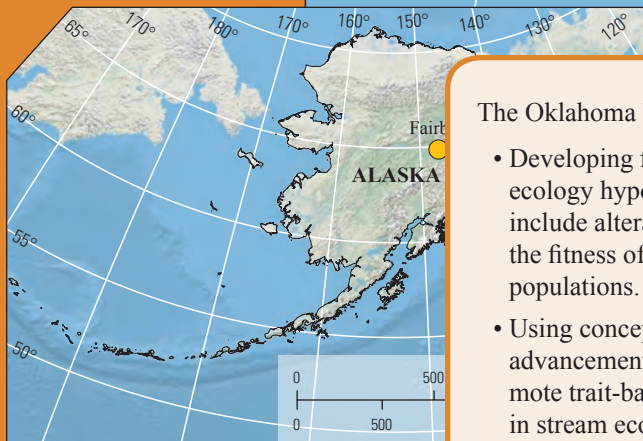 170°
180°
170°
160°
150°
140°
130°
120°
65°
60°
55°
50°
Fairb
ALASKA
0
500
0
500
The Oklahoma
• Developing f
ecology hypo
include altera
the fitness of
populations.
• Using concep
advancement
mote trait-ba
in stream eco